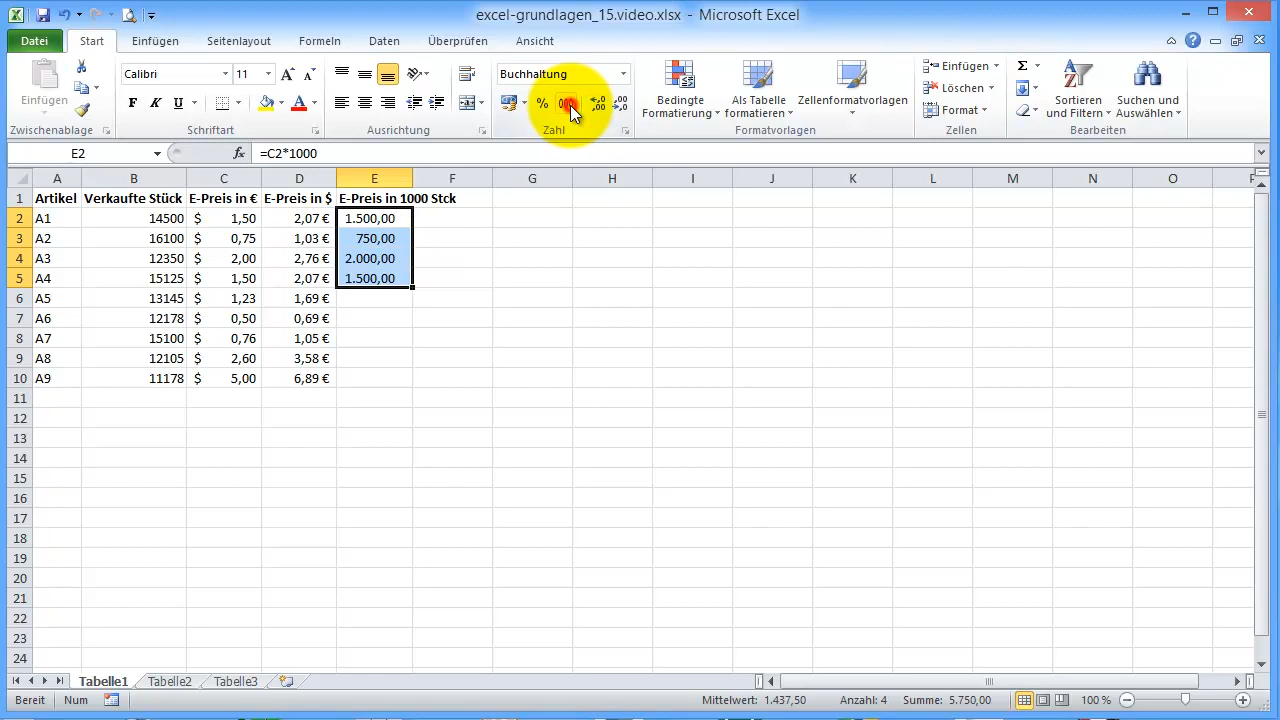 excel-grundlagen_15.video.xlsx - Microsoft Excel
Datei Start Einfügen Seitenlayout Formeln Daten Überprüfen Ansicht
Calibri 11 Buchhaltung
Einfügen
F K U
% 000
Bedingte Formatierung
Als Tabelle formatieren
Zellenformatvorlagen
Einfügen
Löschen
Format
Sortieren und Filtern
Suchen und Auswählen
Zwischenablage Schriftart Ausrichtung Zahl Formatvorlagen Zellen Bearbeiten
E2 fx =C2*1000
A B C D E F G H I J K L M N O P
1 Artikel Verkaufte Stück E-Preis in € E-Preis in $ E-Preis in 1000 Stck
2 A1 14500 $ 1,50 2,07 € 1.500,00
3 A2 16100 $ 0,75 1,03 € 750,00
4 A3 12350 $ 2,00 2,76 € 2.000,00
5 A4 15125 $ 1,50 2,07 € 1.500,00
6 A5 13145 $ 1,23 1,69 €
7 A6 12178 $ 0,50 0,69 €
8 A7 15100 $ 0,76 1,05 €
9 A8 12105 $ 2,60 3,58 €
10 A9 11178 $ 5,00 6,89 €
11
12
13
14
15
16
17
18
19
20
21
22
23
24
Tabelle1 Tabelle2 Tabelle3
Bereit Num Mittelwert: 1.437,50 Anzahl: 4 Summe: 5.750,00 100 %